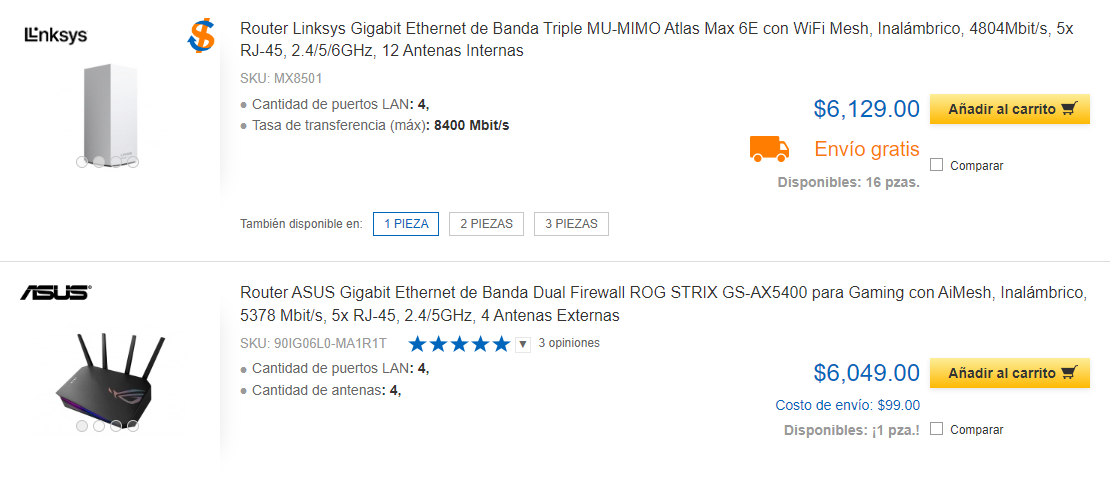 Linksys
Router Linksys Gigabit Ethernet de Banda Triple MU-MIMO Atlas Max 6E con WiFi Mesh, Inalámbrico, 4804Mbit/s, 5x
RJ-45, 2.4/5/6GHz, 12 Antenas Internas
SKU: MX8501
Cantidad de puertos LAN: 4,
Tasa de transferencia (máx): 8400 Mbit/s
$6,129.00
Añadir al carrito
Envío gratis
Comparar
Disponibles: 16 pzas.
También disponible en:
1 PIEZA
2 PIEZAS
3 PIEZAS
ASUS
Router ASUS Gigabit Ethernet de Banda Dual Firewall ROG STRIX GS-AX5400 para Gaming con AiMesh, Inalámbrico,
5378 Mbit/s, 5x RJ-45, 2.4/5GHz, 4 Antenas Externas
SKU: 90IG06L0-MA1R1T
3 opiniones
Cantidad de puertos LAN: 4,
Cantidad de antenas: 4,
$6,049.00
Añadir al carrito
Costo de envío: $99.00
Disponibles: ¡1 pza.!
Comparar